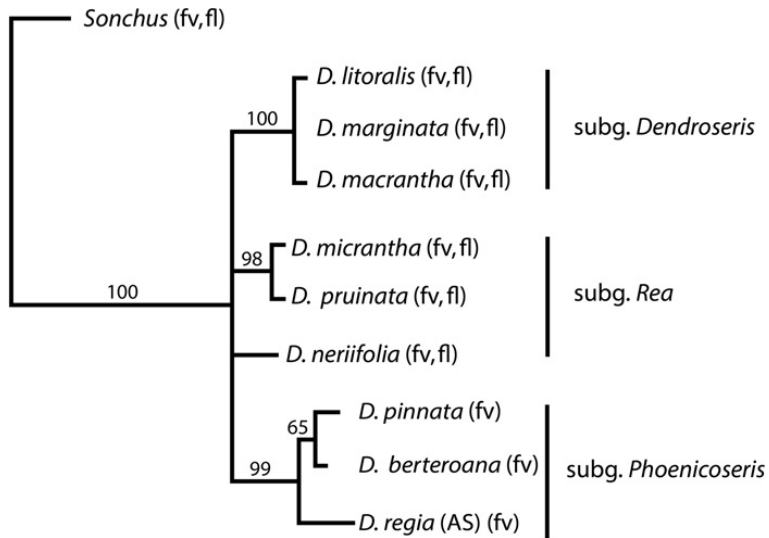 Sonchus (fv,fl)
D. litoralis (fv,fl)
100
D. marginata (fv,fl)
subg. Dendroseris
D. macrantha (fv,fl)
D. micrantha (fv,fl)
98
D. pruinata (fv,fl)
subg. Rea
100
D. neriifolia (fv,fl)
D. pinnata (fv)
65
D. berteroana (fv)
subg. Phoenicoseris
99
D. regia (AS) (fv)